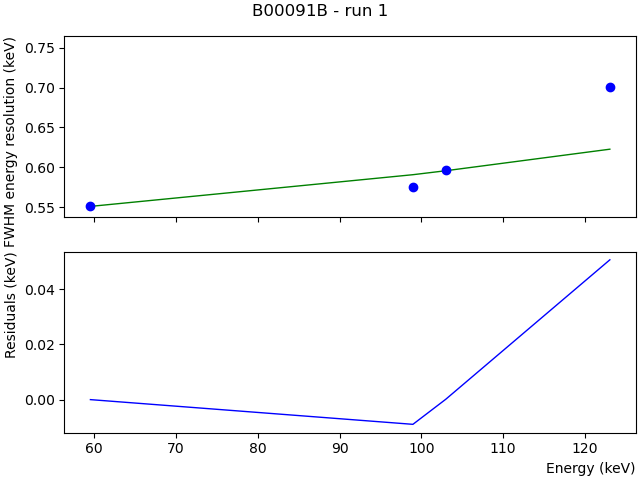 B00091B - run 1
FWHM energy resolution (keV)
0.75
0.70
0.65
0.60
0.55
Residuals (keV)
0.04
0.02
0.00
60 70 80 90 100 110 120
Energy (keV)